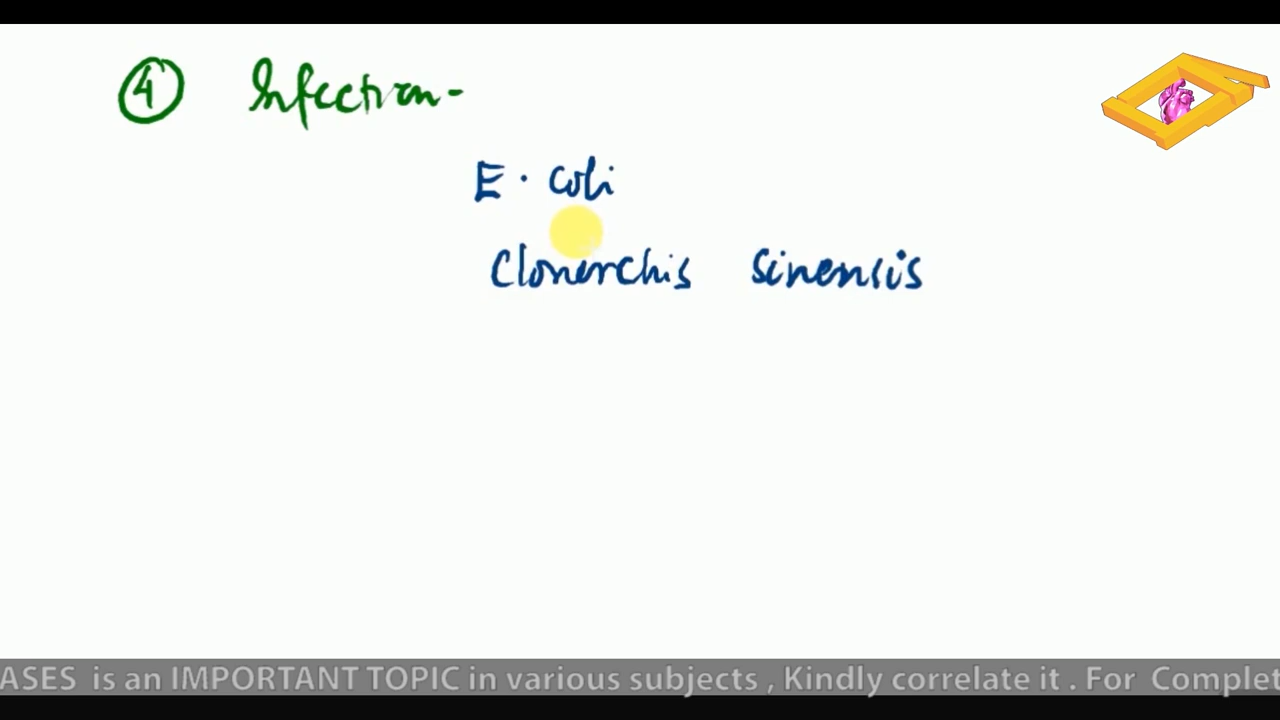 4 Infection-
E. coli
Clonorchis Sinensis
ASES is an IMPORTANT TOPIC in various subjects , Kindly correlate it . For Complet